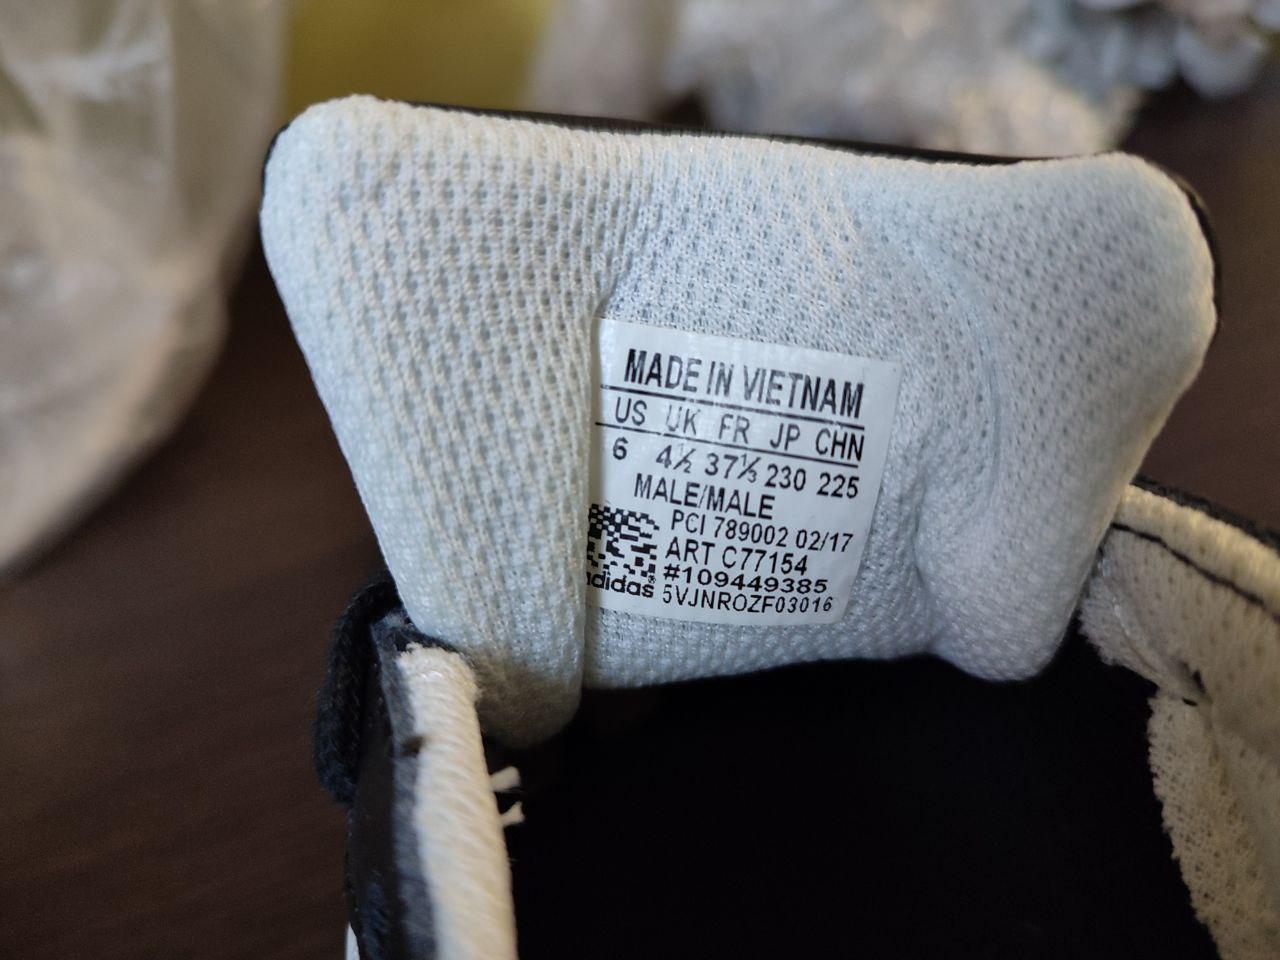 MADE IN VIETNAM
US UK FR JP CHN
6 4½ 37⅓ 230 225
MALE/MALE
PCI 789002 02/17
ART C77154
#109449385
adidas® 5VJNROZF03016